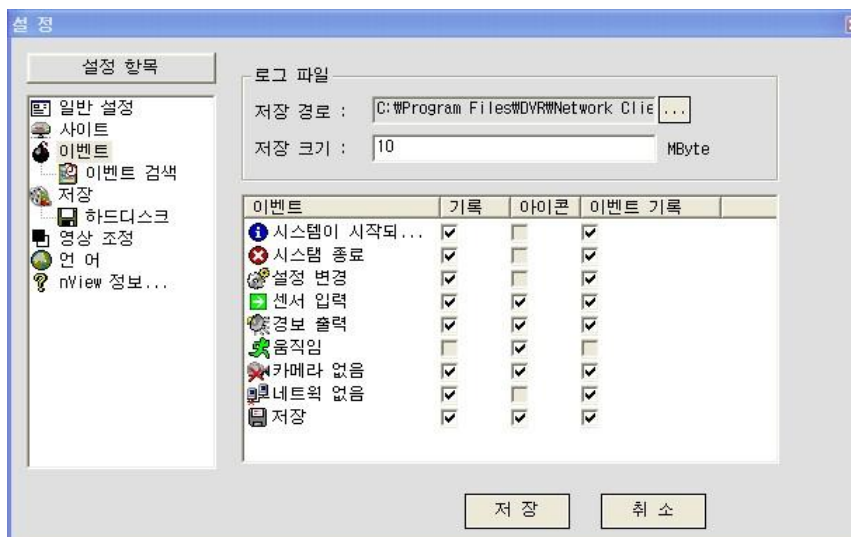 설 정
설정 항목
일반 설정
사이트
이벤트
이벤트 검색
저장
하드디스크
영상 조정
언 어
nView 정보...
로그 파일
저장 경로 : C:₩Program Files₩DVR₩Network Clie ...
저장 크기 : 10 MByte
이벤트 기록 아이콘 이벤트 기록
시스템이 시작되...
시스탬 종료
설정 변경
센서 입력
경보 출력
움직임
카메라 없음
네트웍 없음
저장
저 장 취 소